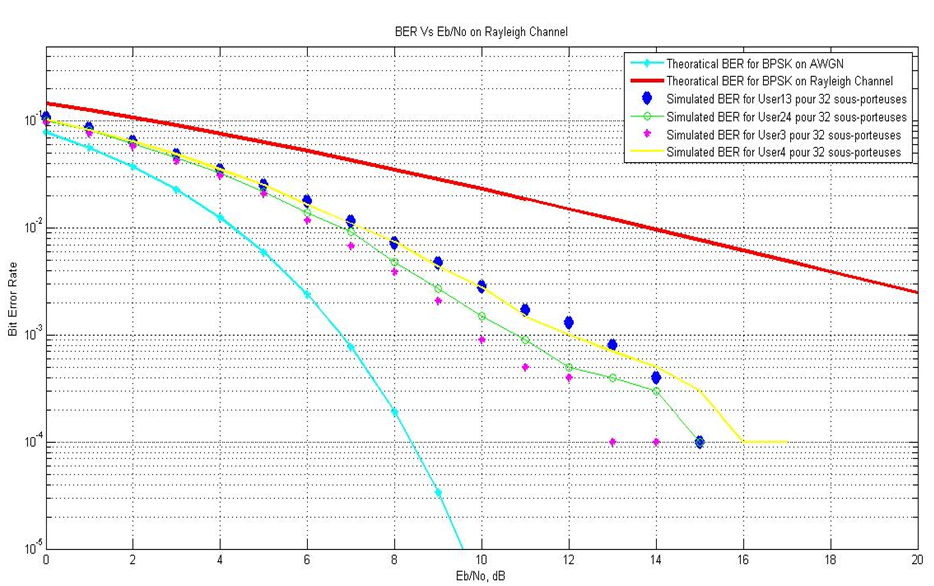 BER Vs Eb/No on Rayleigh Channel
Theoratical BER for BPSK on AWGN
Theoratical BER for BPSK on Rayleigh Channel
Simulated BER for User13 pour 32 sous-porteuses
Simulated BER for User24 pour 32 sous-porteuses
Simulated BER for User3 pour 32 sous-porteuses
Simulated BER for User4 pour 32 sous-porteuses
Bit Error Rate
10^-1
10^-2
10^-3
10^-4
10^-5
0 2 4 6 8 10 12 14 16 18 20
Eb/No, dB